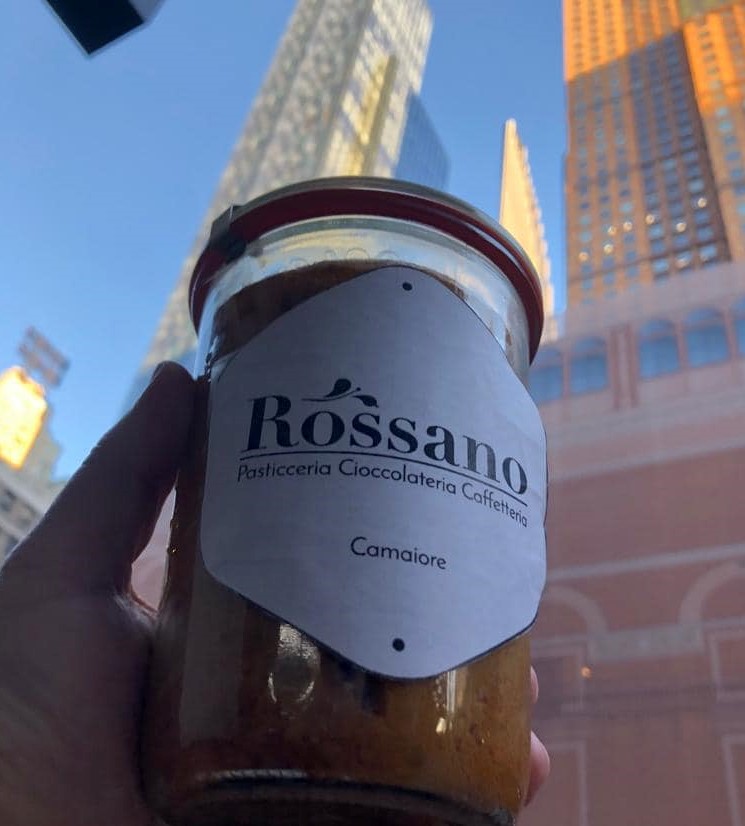 Rossano
Pasticceria Cioccolateria Caffetteria
Camaiore